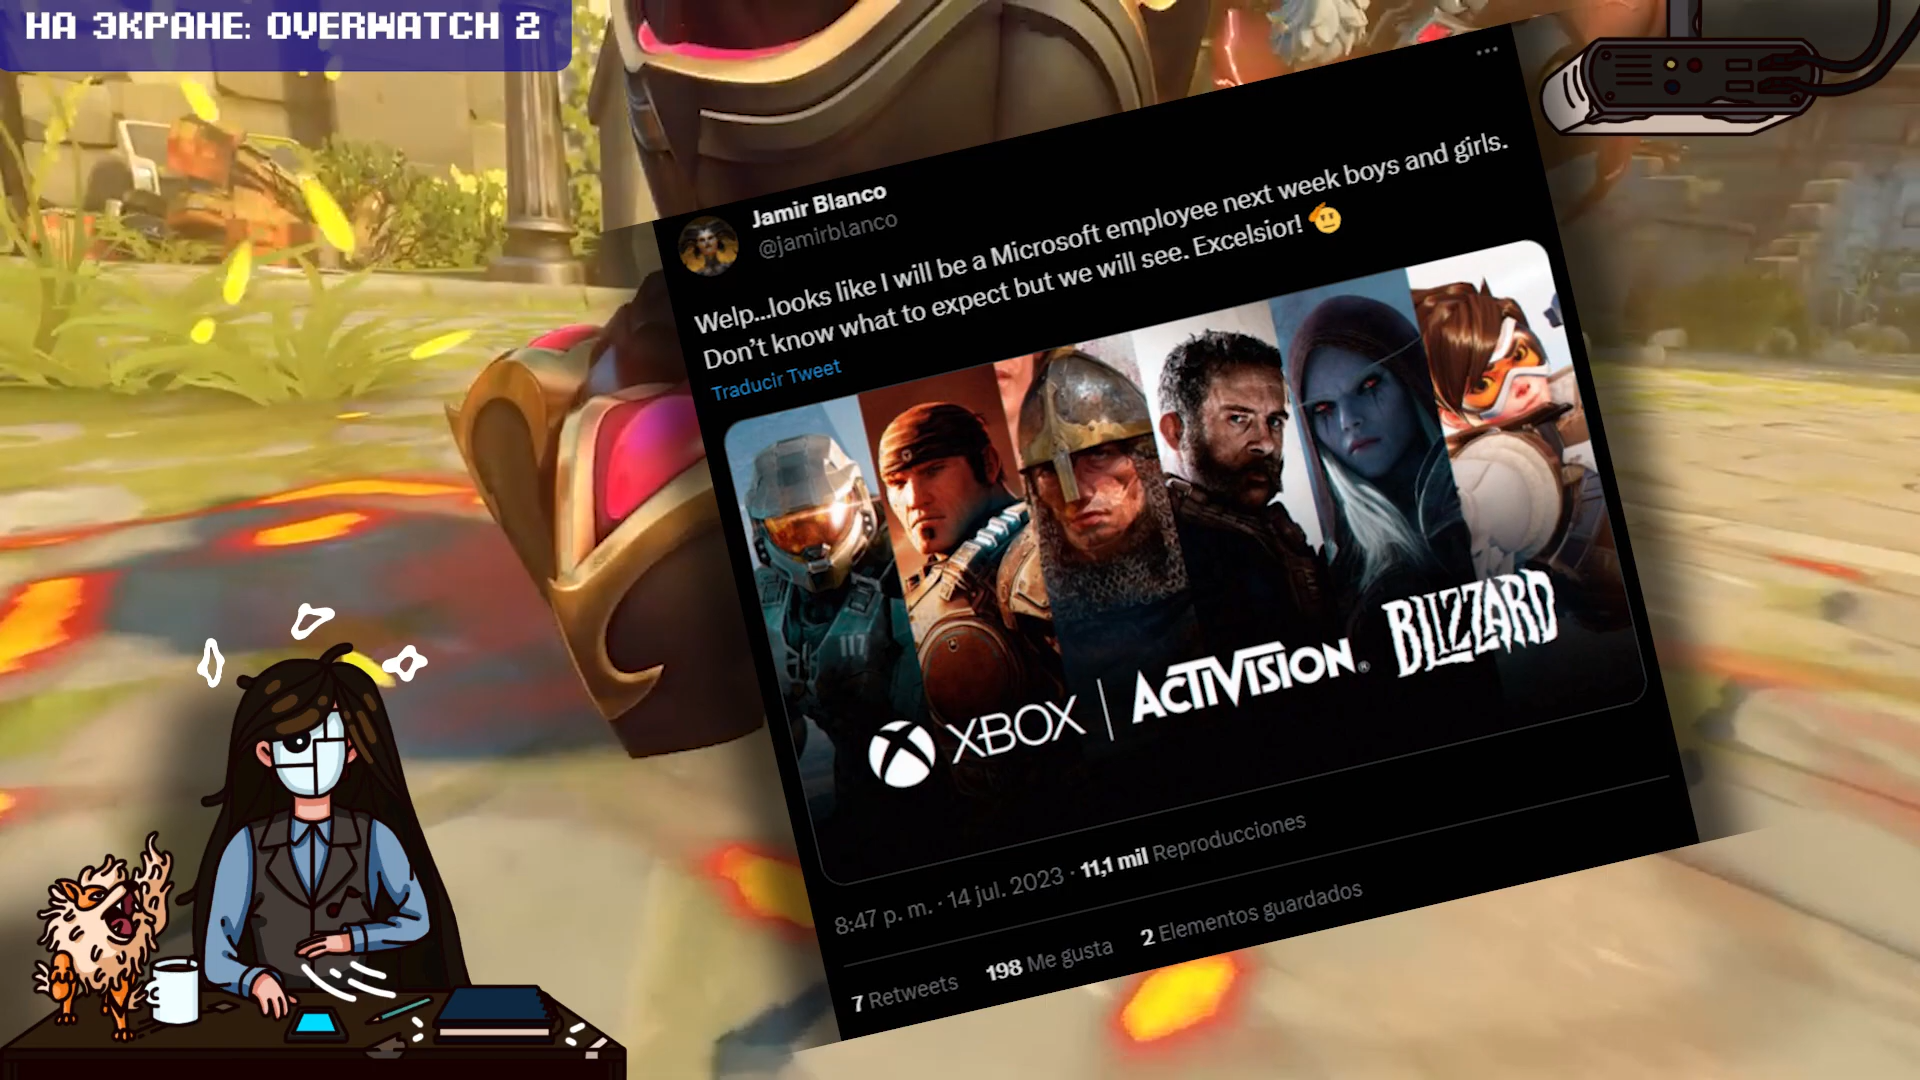 НА ЭКРАНЕ: OVERWATCH 2
Jamir Blanco
@jamirblanco
Welp...looks like I will be a Microsoft employee next week boys and girls.
Don't know what to expect but we will see. Excelsior! 🫡
Traducir Tweet
117
XBOX | ACTIVISION® BLIZZARD
8:47 p. m. · 14 jul. 2023 · 11,1 mil Reproducciones
7 Retweets 198 Me gusta 2 Elementos guardados